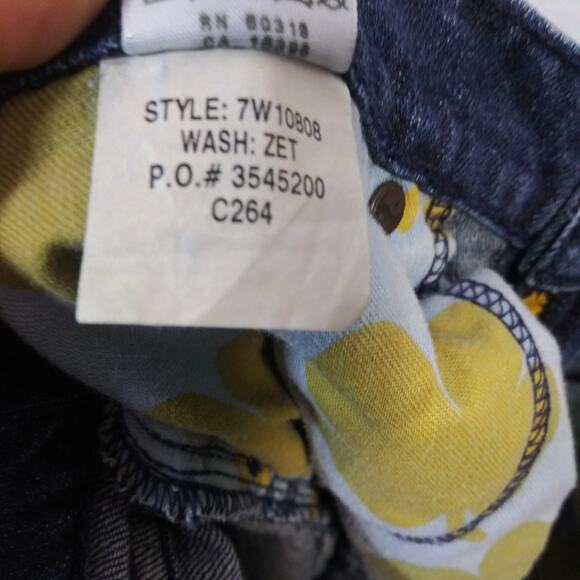 RN 60318
STYLE: 7W10808
WASH: ZET
P.O.# 3545200
C264